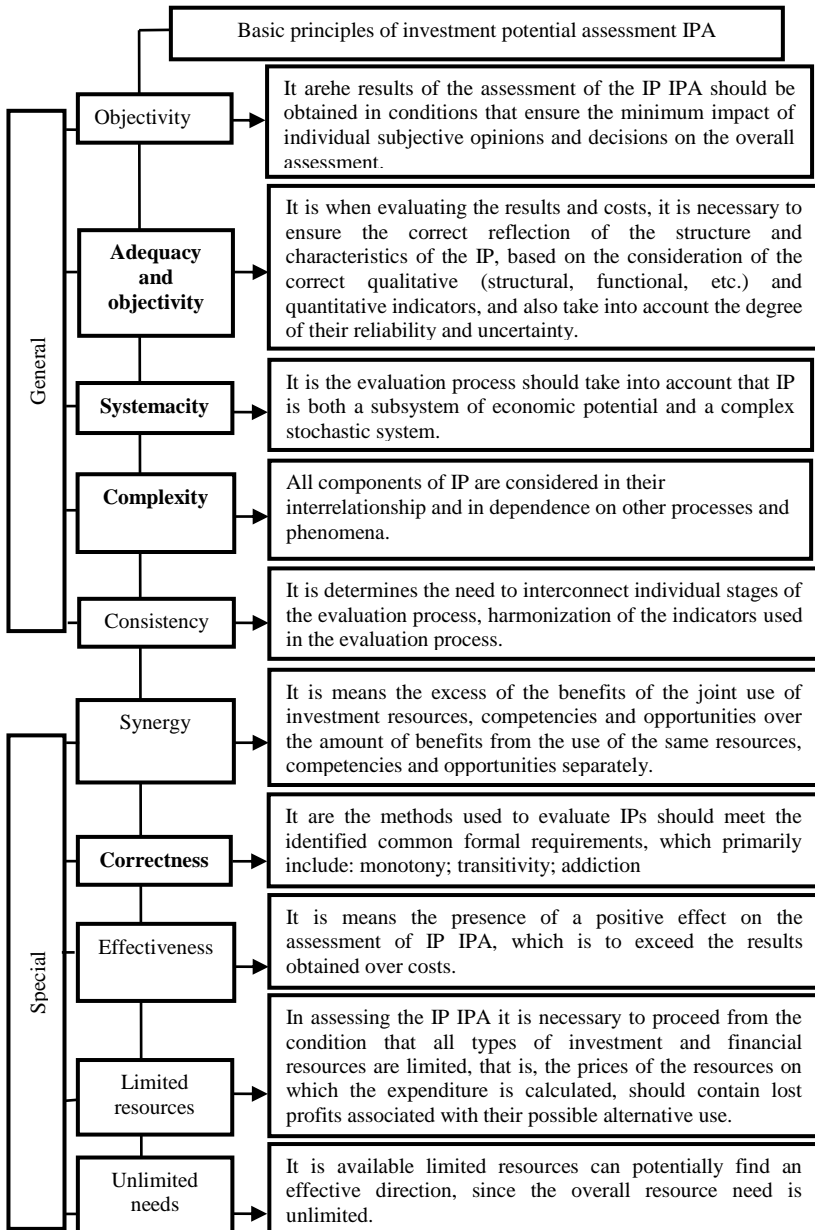 Basic principles of investment potential assessment IPA
General
Objectivity
It arehe results of the assessment of the IP IPA should be
obtained in conditions that ensure the minimum impact of
individual subjective opinions and decisions on the overall
assessment.
Adequacy
and
objectivity
It is when evaluating the results and costs, it is necessary to
ensure the correct reflection of the structure and
characteristics of the IP, based on the consideration of the
correct qualitative (structural, functional, etc.) and
quantitative indicators, and also take into account the degree
of their reliability and uncertainty.
Systemacity
It is the evaluation process should take into account that IP
is both a subsystem of economic potential and a complex
stochastic system.
Complexity
All components of IP are considered in their
interrelationship and in dependence on other processes and
phenomena.
Consistency
It is determines the need to interconnect individual stages of
the evaluation process, harmonization of the indicators used
in the evaluation process.
Special
Synergy
It is means the excess of the benefits of the joint use of
investment resources, competencies and opportunities over
the amount of benefits from the use of the same resources,
competencies and opportunities separately.
Correctness
It are the methods used to evaluate IPs should meet the
identified common formal requirements, which primarily
include: monotony; transitivity; addiction
Effectiveness
It is means the presence of a positive effect on the
assessment of IP IPA, which is to exceed the results
obtained over costs.
Limited
resources
In assessing the IP IPA it is necessary to proceed from the
condition that all types of investment and financial
resources are limited, that is, the prices of the resources on
which the expenditure is calculated, should contain lost
profits associated with their possible alternative use.
Unlimited
needs
It is available limited resources can potentially find an
effective direction, since the overall resource need is
unlimited.